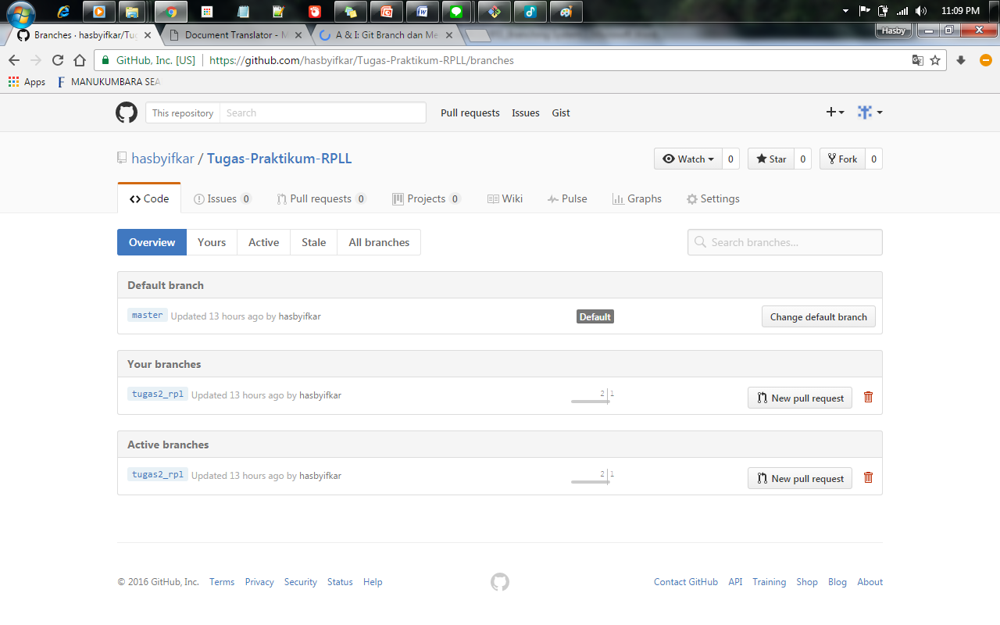 11:09 PM
Branches · hasbyifkar/Tug
Document Translator - M
A & I: Git Branch dan Me
Hasby
GitHub, Inc. [US]
https://github.com/hasbyifkar/Tugas-Praktikum-RPLL/branches
Apps
MANUKUMBARA SEA
This repository
Search
Pull requests
Issues
Gist
hasbyifkar / Tugas-Praktikum-RPLL
Watch 0
Star 0
Fork 0
Code
Issues 0
Pull requests 0
Projects 0
Wiki
Pulse
Graphs
Settings
Overview
Yours
Active
Stale
All branches
Search branches...
Default branch
master Updated 13 hours ago by hasbyifkar
Default
Change default branch
Your branches
tugas2_rpl Updated 13 hours ago by hasbyifkar
2 | 1
New pull request
Active branches
tugas2_rpl Updated 13 hours ago by hasbyifkar
2 | 1
New pull request
© 2016 GitHub, Inc. Terms Privacy Security Status Help
Contact GitHub API Training Shop Blog About